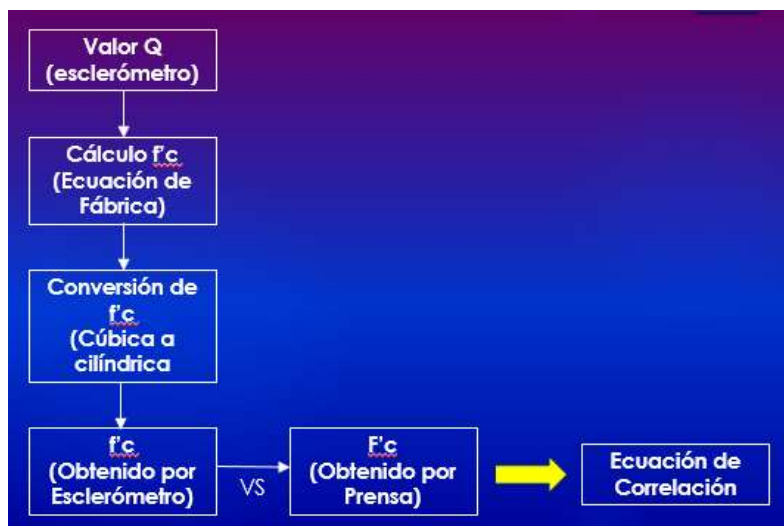 Valor Q
(esclerómetro)
Cálculo f'c
(Ecuación de
Fábrica)
Conversión de
f'c
(Cúbica a
cilíndrica
f'c
(Obtenido por
Esclerómetro)
VS
F'c
(Obtenido por
Prensa)
Ecuación de
Correlación